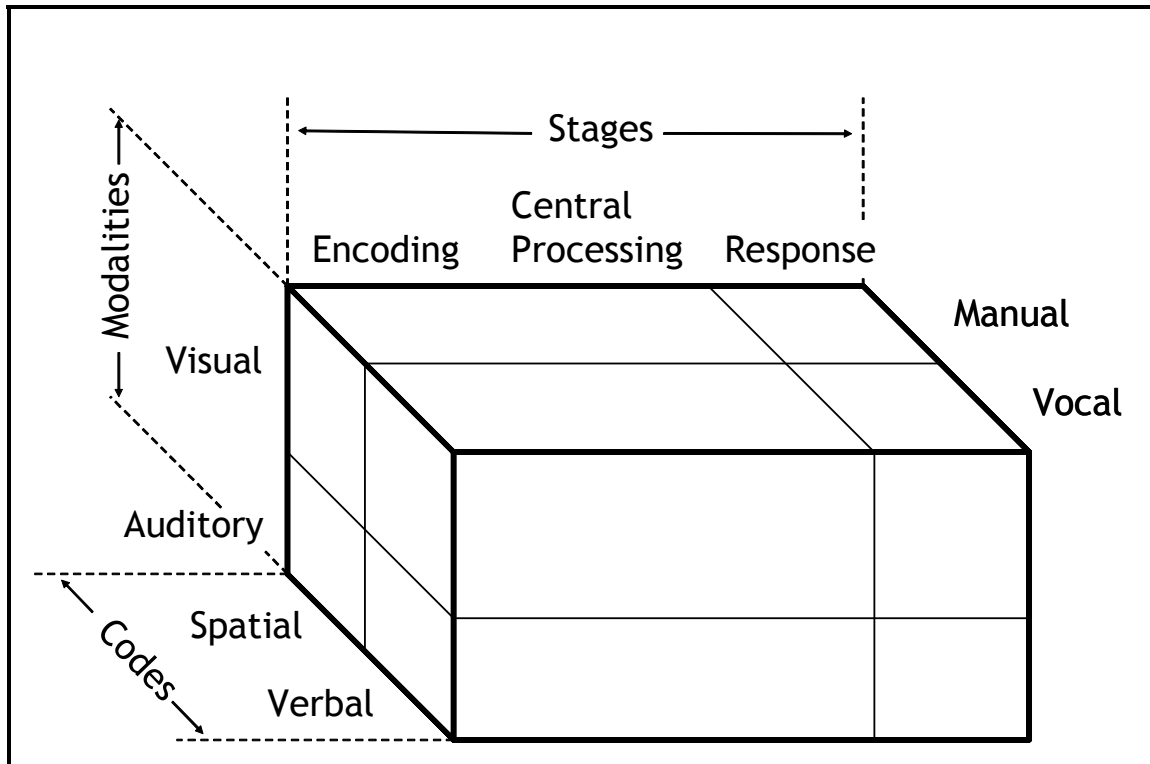 Stages
Modalities
Central
Encoding Processing Response
Manual
Visual
Vocal
Auditory
Spatial
Codes
Verbal